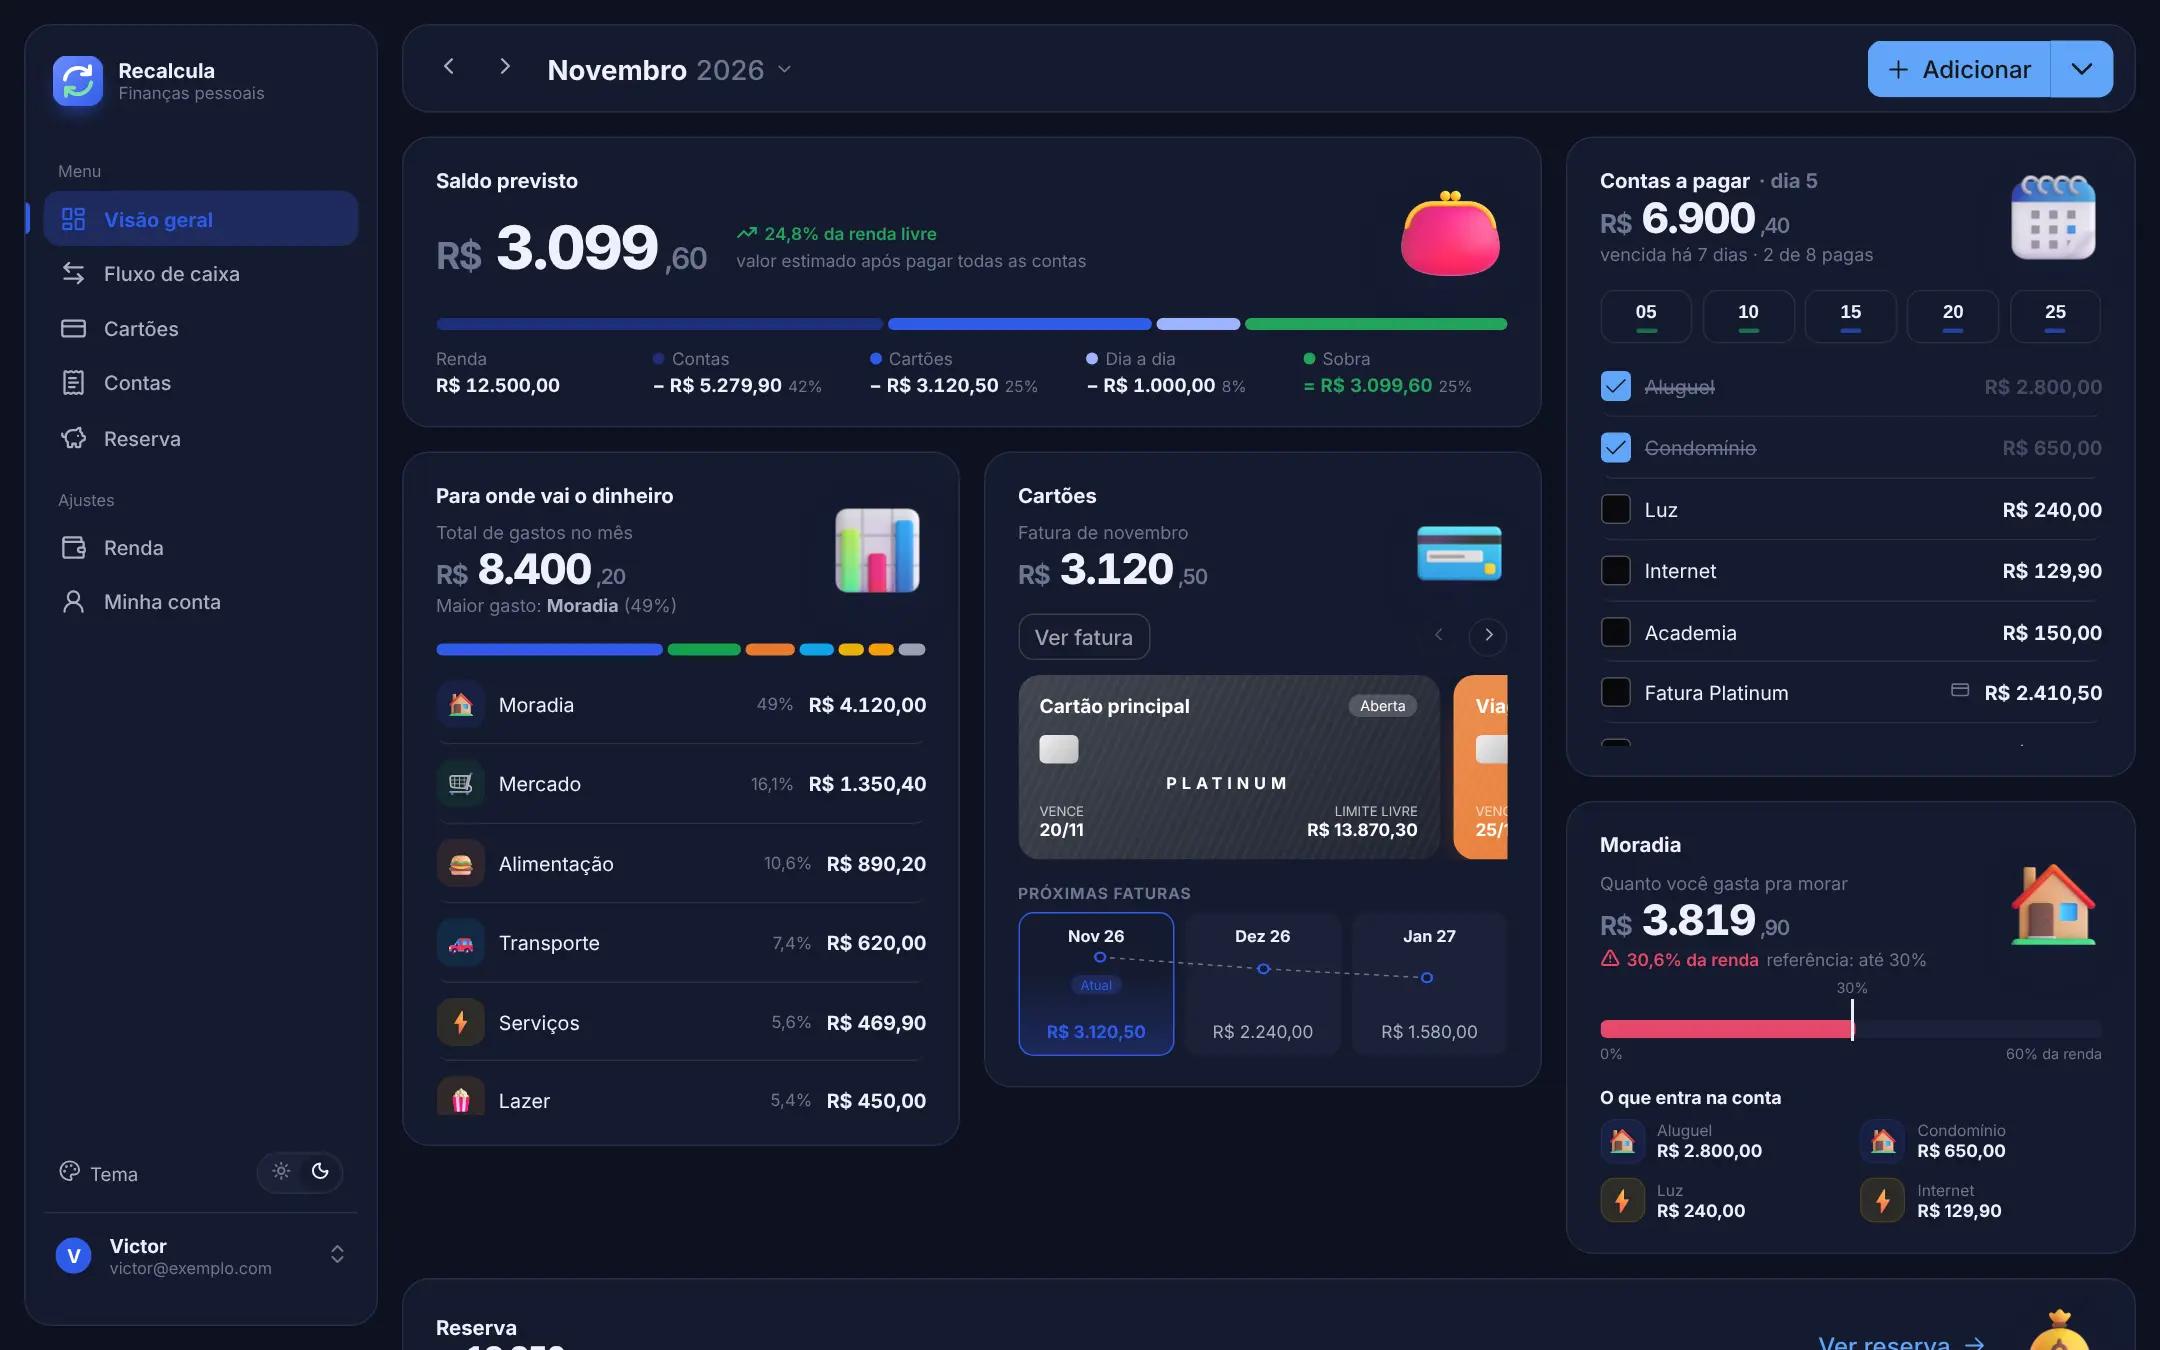 Recalcula
Finanças pessoais
Menu
Visão geral
Fluxo de caixa
Cartões
Contas
Reserva
Ajustes
Renda
Minha conta
Tema
V
Victor
victor@exemplo.com
Novembro 2026
Adicionar
Saldo previsto
R$ 3.099,60
24,8% da renda livre
valor estimado após pagar todas as contas
Renda
R$ 12.500,00
Contas
– R$ 5.279,90 42%
Cartões
– R$ 3.120,50 25%
Dia a dia
– R$ 1.000,00 8%
Sobra
= R$ 3.099,60 25%
Para onde vai o dinheiro
Total de gastos no mês
R$ 8.400,20
Maior gasto: Moradia (49%)
Moradia 49% R$ 4.120,00
Mercado 16,1% R$ 1.350,40
Alimentação 10,6% R$ 890,20
Transporte 7,4% R$ 620,00
Serviços 5,6% R$ 469,90
Lazer 5,4% R$ 450,00
Cartões
Fatura de novembro
R$ 3.120,50
Ver fatura
Cartão principal
Aberta
PLATINUM
VENCE
20/11
LIMITE LIVRE
R$ 13.870,30
PRÓXIMAS FATURAS
Nov 26
Atual
R$ 3.120,50
Dez 26
R$ 2.240,00
Jan 27
R$ 1.580,00
Contas a pagar · dia 5
R$ 6.900,40
vencida há 7 dias · 2 de 8 pagas
05
10
15
20
25
Aluguel R$ 2.800,00
Condomínio R$ 650,00
Luz R$ 240,00
Internet R$ 129,90
Academia R$ 150,00
Fatura Platinum R$ 2.410,50
Moradia
Quanto você gasta pra morar
R$ 3.819,90
30,6% da renda referência: até 30%
30%
0%
60% da renda
O que entra na conta
Aluguel
R$ 2.800,00
Condomínio
R$ 650,00
Luz
R$ 240,00
Internet
R$ 129,90
Reserva
Ver reserva